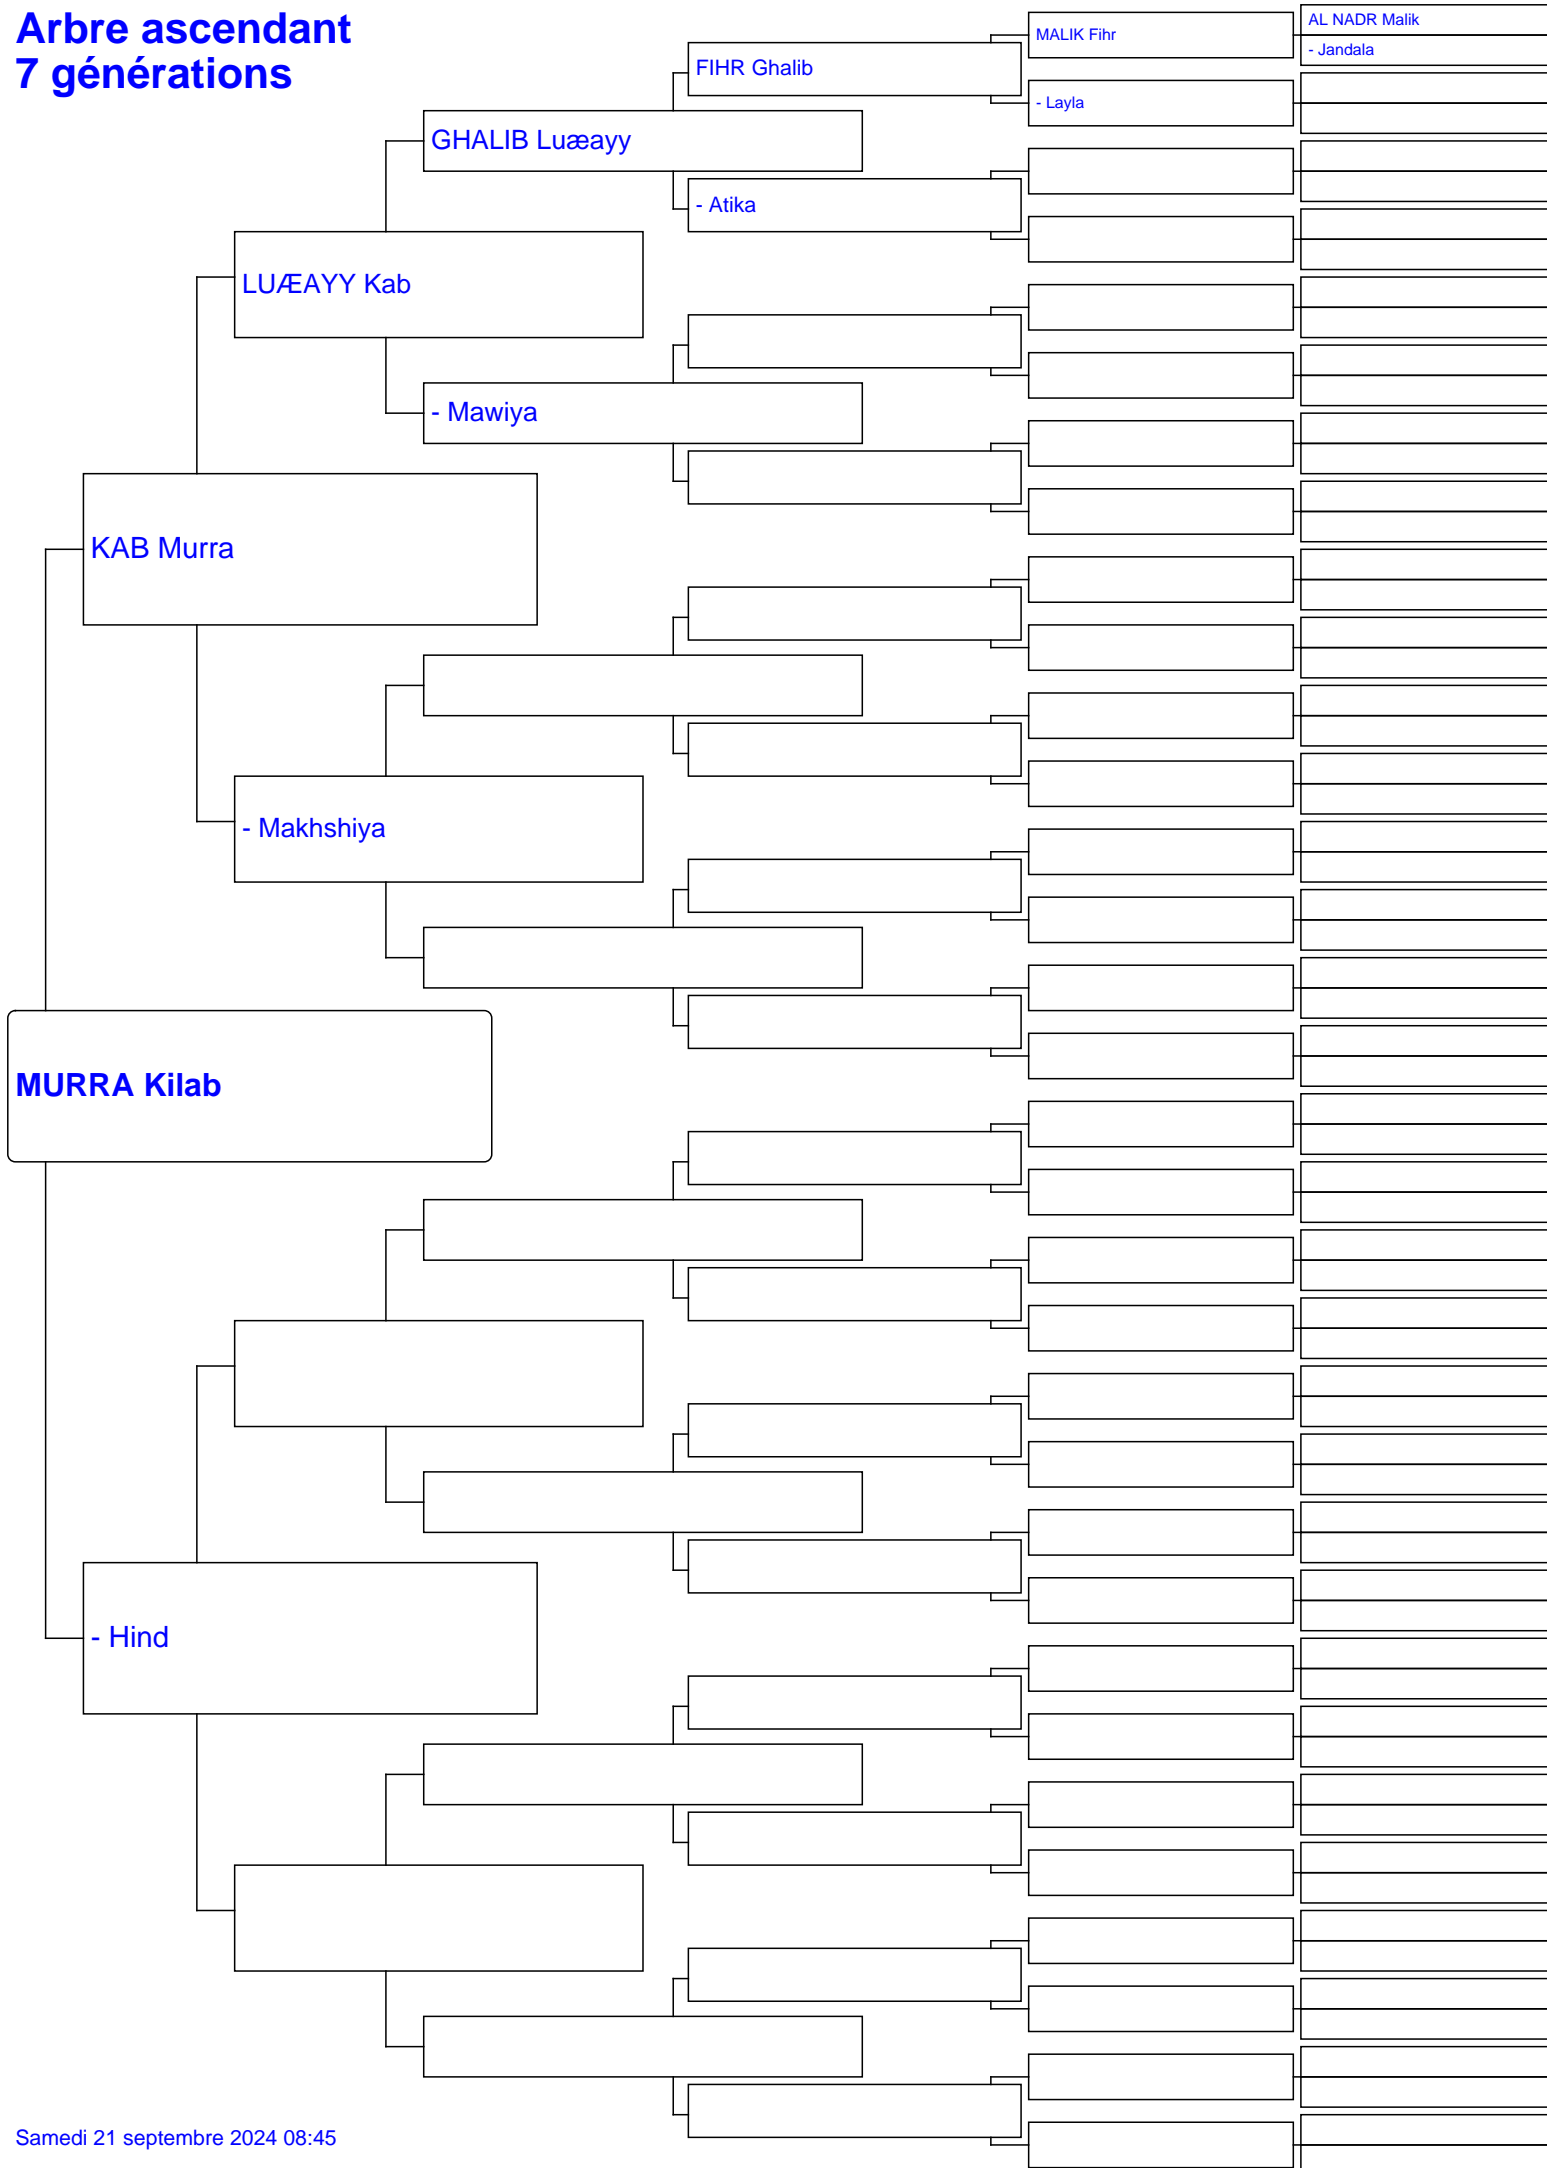 Arbre ascendant
7 générations
MALIK Fihr
AL NADR Malik
- Jandala
FIHR Ghalib
- Layla
GHALIB Luæayy
- Atika
LUÆAYY Kab
- Mawiya
KAB Murra
- Makhshiya
MURRA Kilab
- Hind
Samedi 21 septembre 2024 08:45